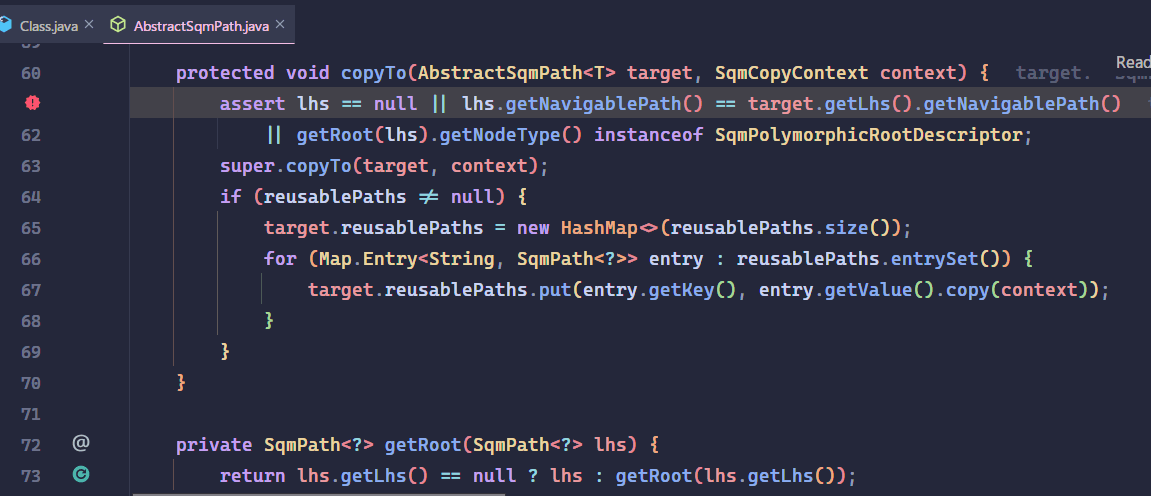 Class.java × AbstractSqmPath.java ×
60 protected void copyTo(AbstractSqmPath<T> target, SqmCopyContext context) { target. Read
assert lhs == null || lhs.getNavigablePath() == target.getLhs().getNavigablePath()
62 || getRoot(lhs).getNodeType() instanceof SqmPolymorphicRootDescriptor;
63 super.copyTo(target, context);
64 if (reusablePaths ≠ null) {
65 target.reusablePaths = new HashMap<>(reusablePaths.size());
66 for (Map.Entry<String, SqmPath<?>> entry : reusablePaths.entrySet()) {
67 target.reusablePaths.put(entry.getKey(), entry.getValue().copy(context));
68 }
69 }
70 }
71
72 @ private SqmPath<?> getRoot(SqmPath<?> lhs) {
73 return lhs.getLhs() == null ? lhs : getRoot(lhs.getLhs());